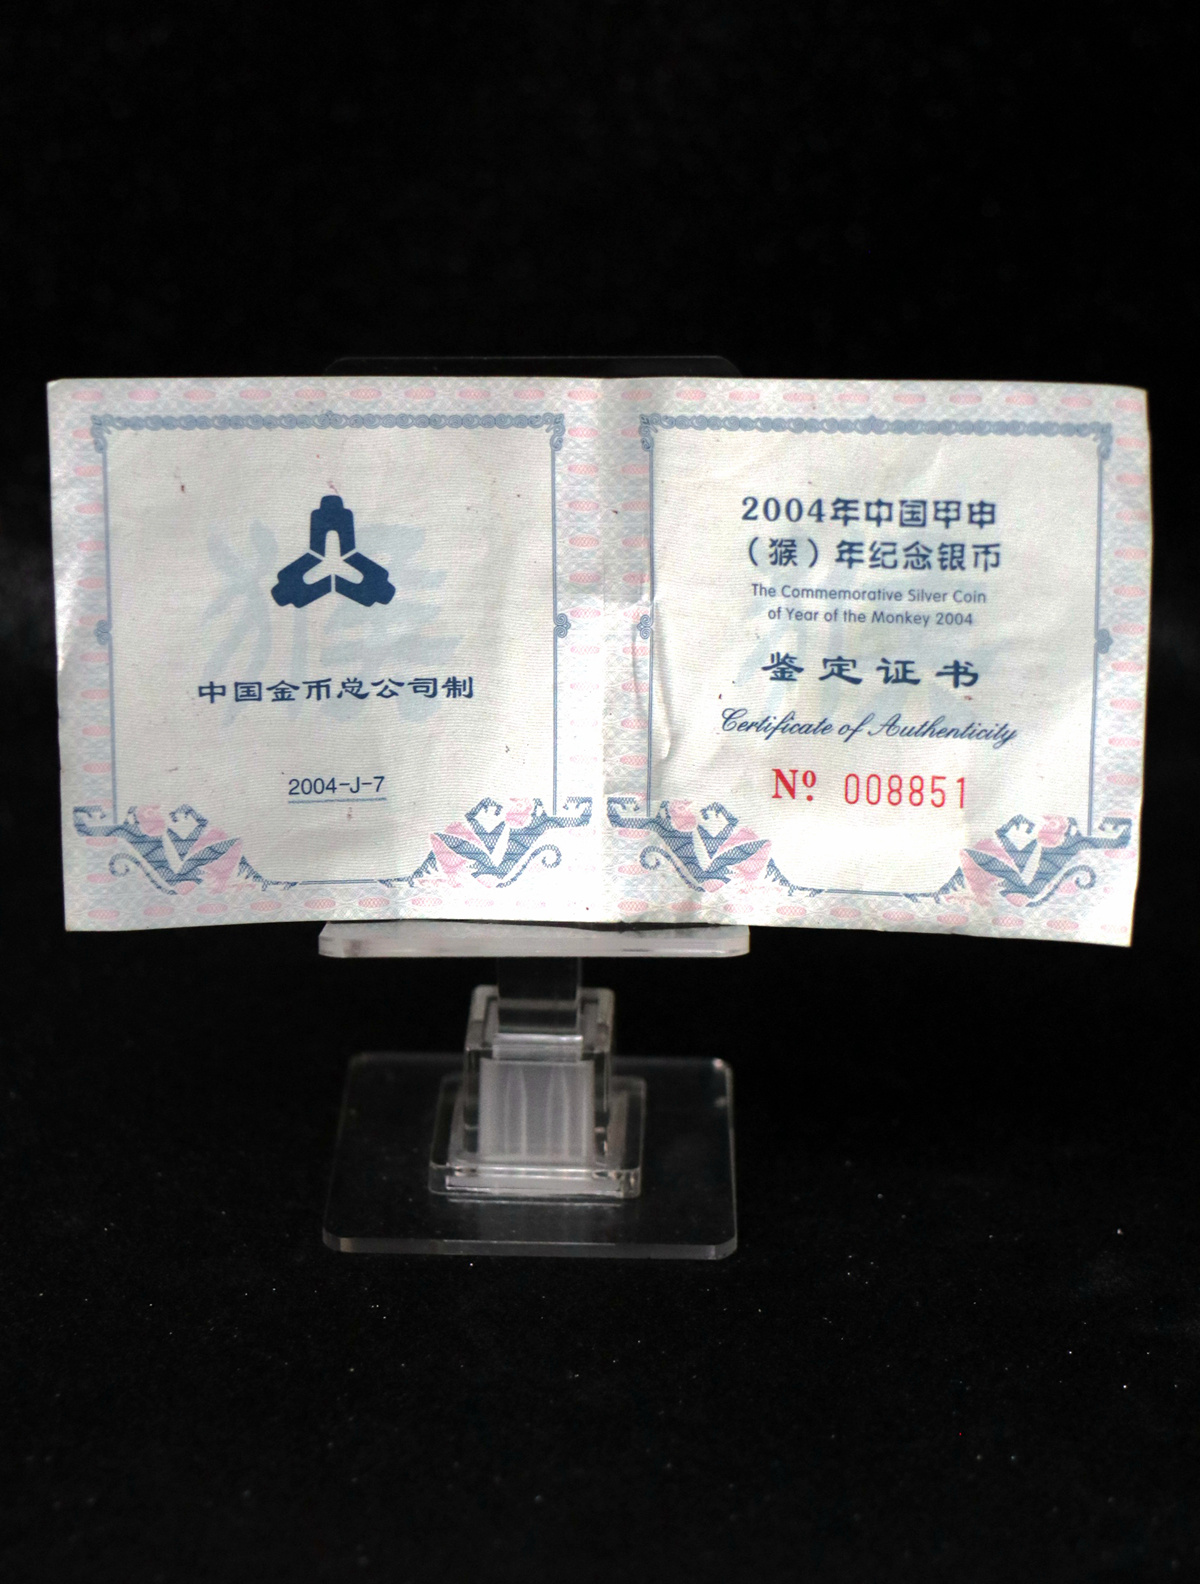 中国金币总公司制
2004-J-7
2004年中国甲申
（猴）年纪念银币
The Commemorative Silver Coin
of Year of the Monkey 2004
鉴定证书
Certificate of Authenticity
Nº 008851